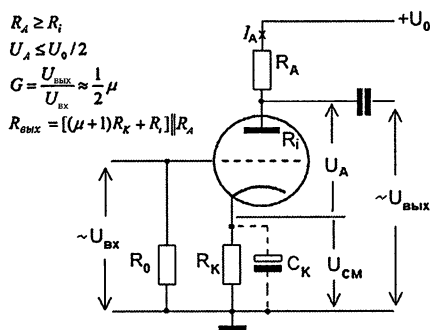 R_A ≥ R_i
U_A ≤ U_0/2
G = U_вых/U_вх ≈ 1/2 μ
R_вых = [(μ+1)R_K + R_i]||R_A
+U_0
I_A
R_A
R_i
U_A
~U_вых
~U_вх
R_0
R_K
C_K
U_см